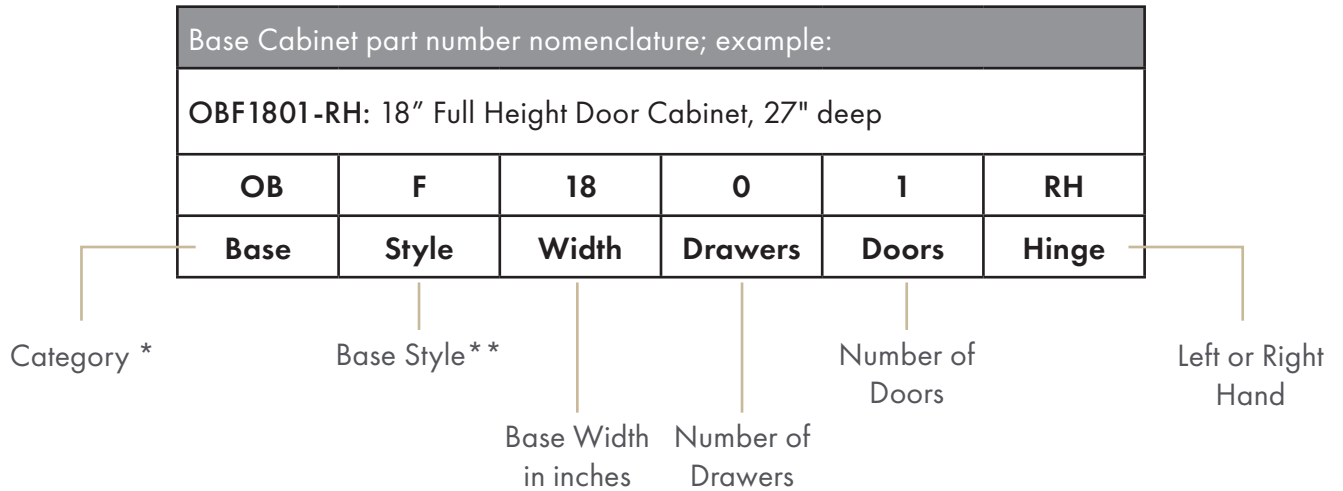 Base Cabinet part number nomenclature; example:
OBF1801-RH: 18” Full Height Door Cabinet, 27" deep
OB F 18 0 1 RH
Base Style Width Drawers Doors Hinge
Category *
Base Style**
Base Width
in inches
Number of
Drawers
Number of
Doors
Left or Right
Hand